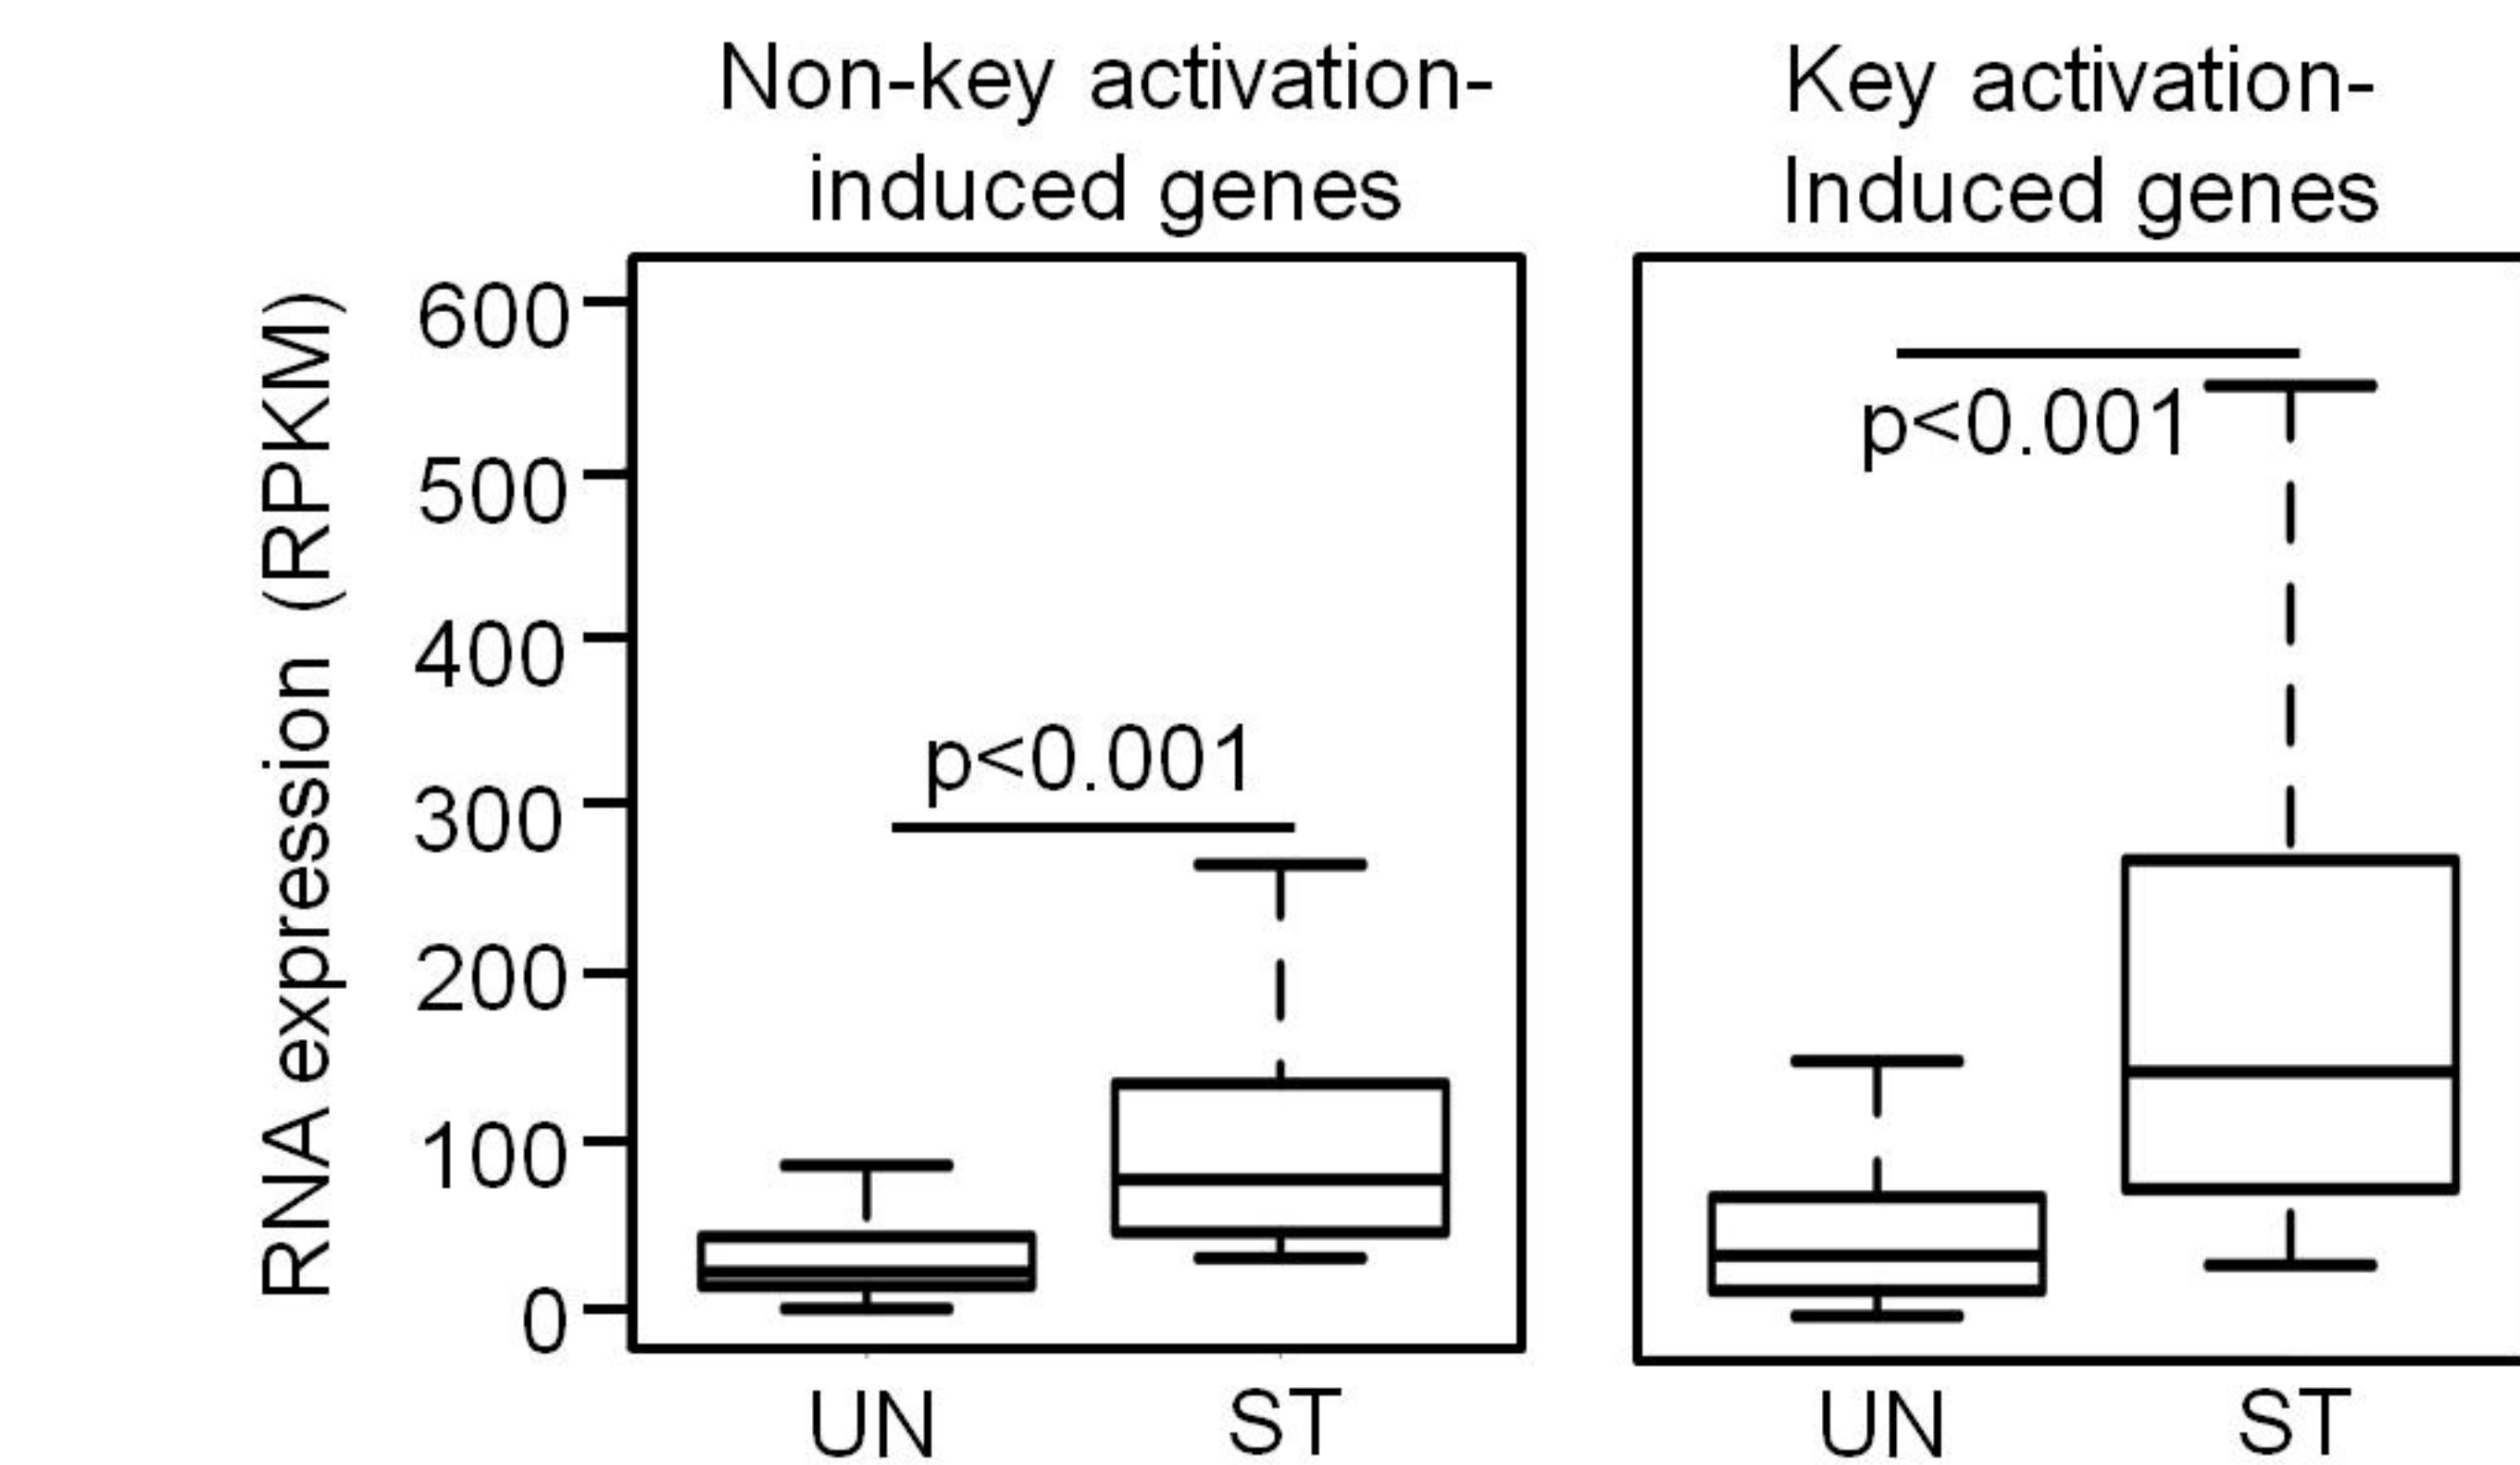 Non-key activation-
induced genes
Key activation-
Induced genes
RNA expression (RPKM)
600
500
400
300
200
100
0
p<0.001
p<0.001
UN
ST
UN
ST